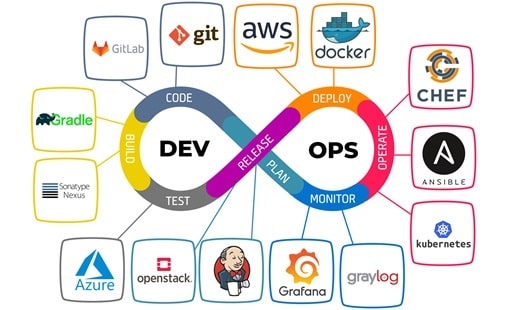 GitLab
git
aws
docker
CHEF
CODE
DEPLOY
Gradle
BUILD
DEV
RELEASE
OPS
OPERATE
ANSIBLE
PLAN
Sonatype
Nexus
TEST
MONITOR
kubernetes
Azure
openstack.
Grafana
graylog